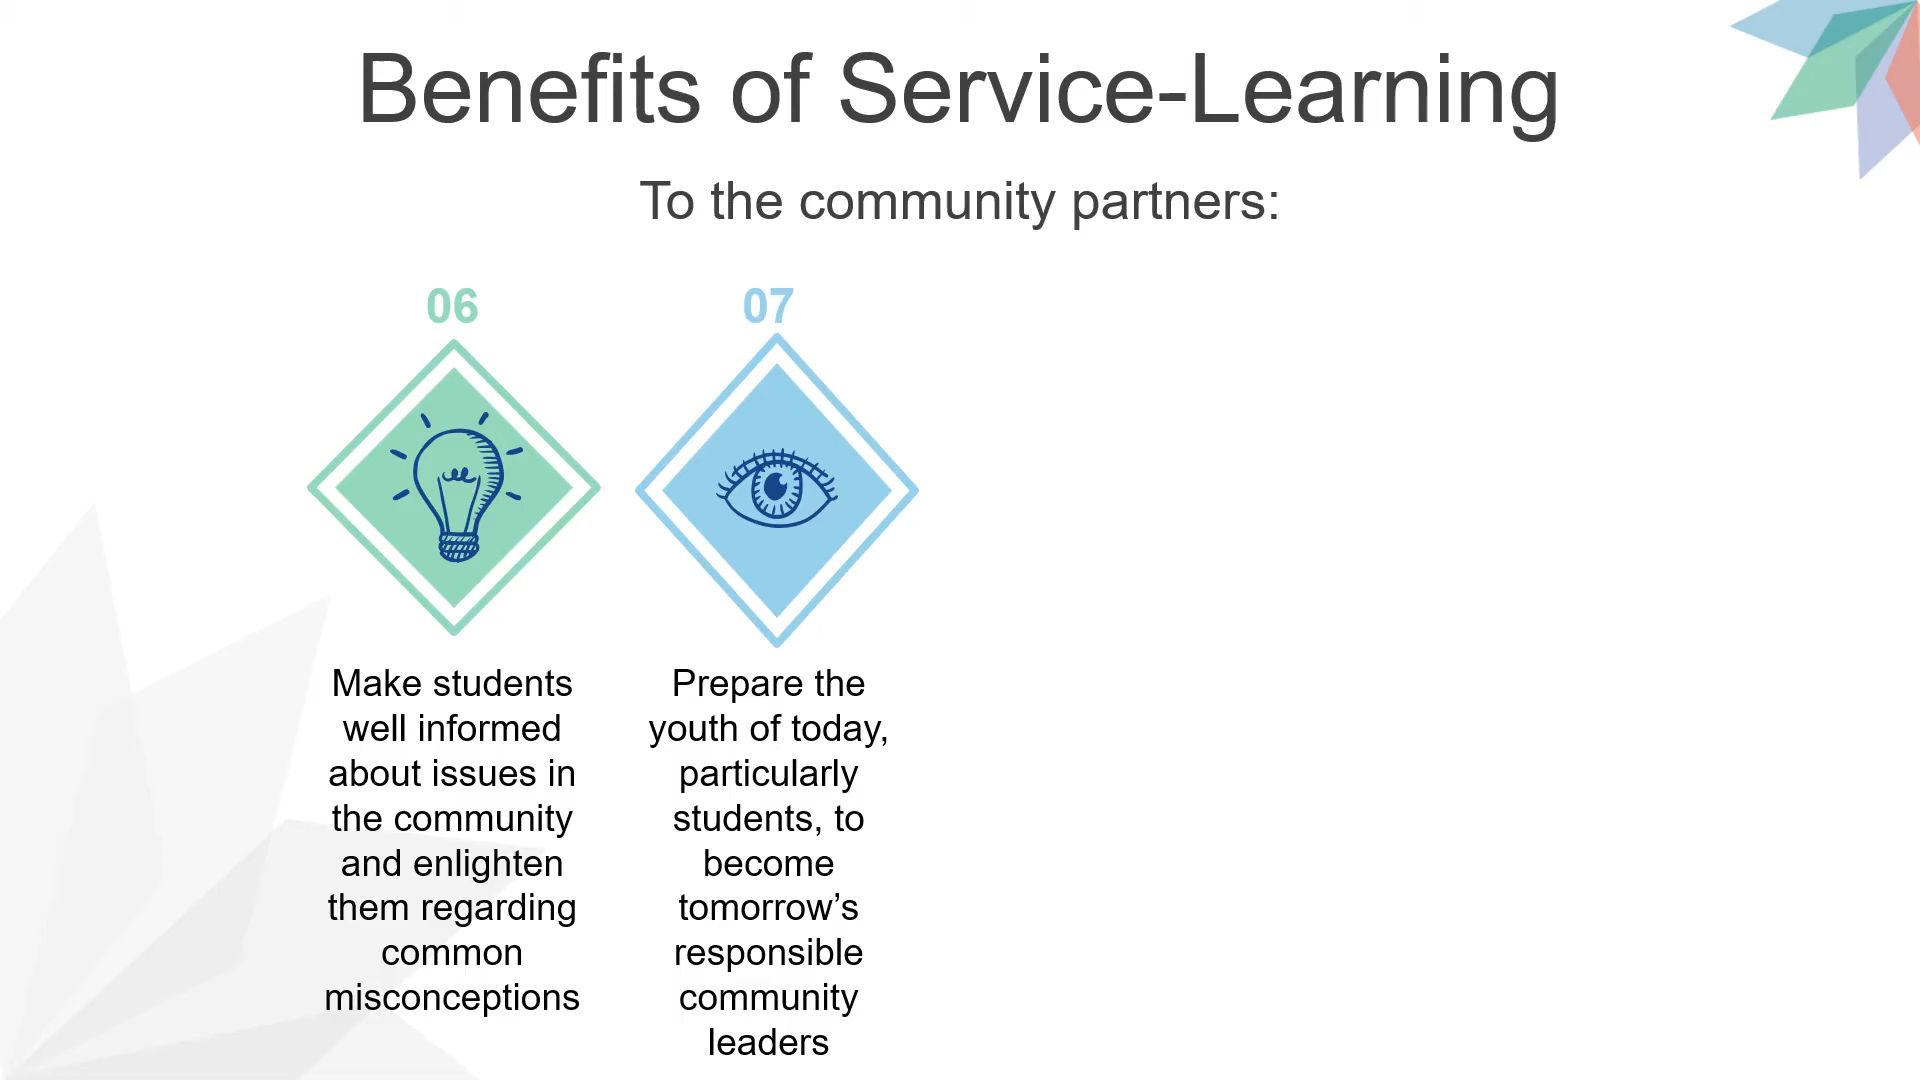 Benefits of Service-Learning
To the community partners:
06
Make students
well informed
about issues in
the community
and enlighten
them regarding
common
misconceptions
07
Prepare the
youth of today,
particularly
students, to
become
tomorrow’s
responsible
community
leaders